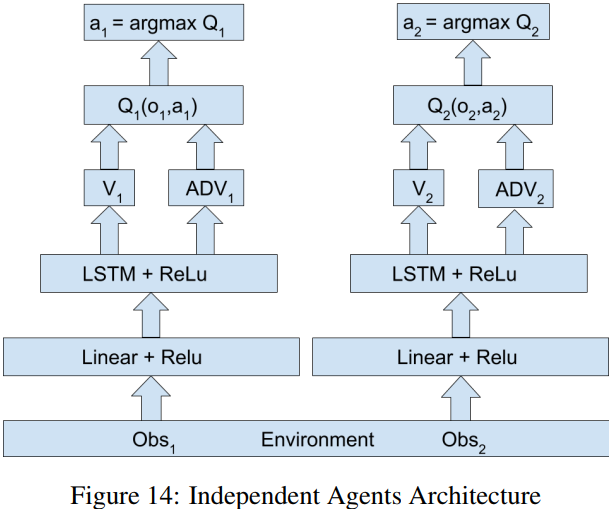 a₁ = argmax Q₁
a₂ = argmax Q₂
Q₁(o₁,a₁)
Q₂(o₂,a₂)
V₁
ADV₁
V₂
ADV₂
LSTM + ReLu
LSTM + ReLu
Linear + Relu
Linear + Relu
Obs₁ Environment Obs₂
Figure 14: Independent Agents Architecture